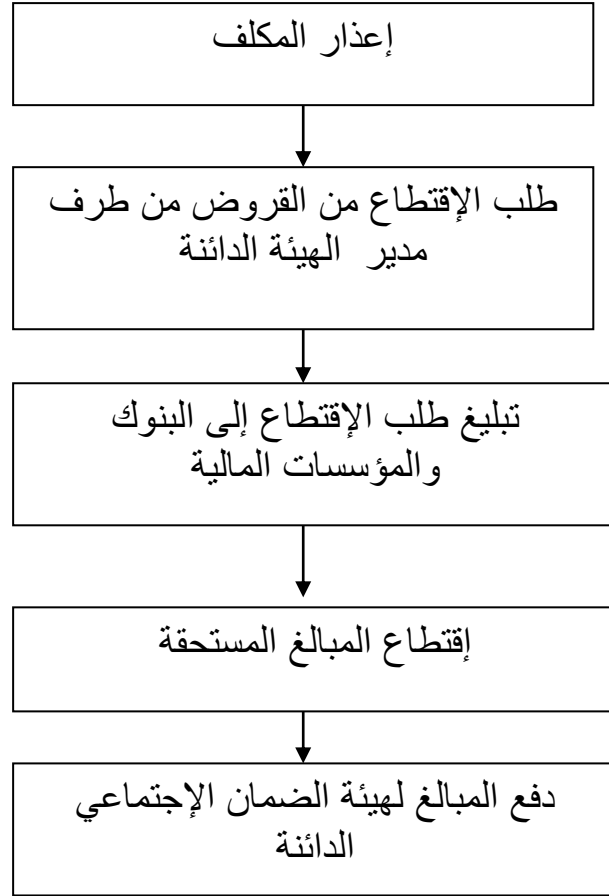 إعذار المكلف
طلب الإقتطاع من القروض من طرف
مدير الهيئة الدائنة
تبليغ طلب الإقتطاع إلى البنوك
والمؤسسات المالية
إقتطاع المبالغ المستحقة
دفع المبالغ لهيئة الضمان الإجتماعي
الدائنة